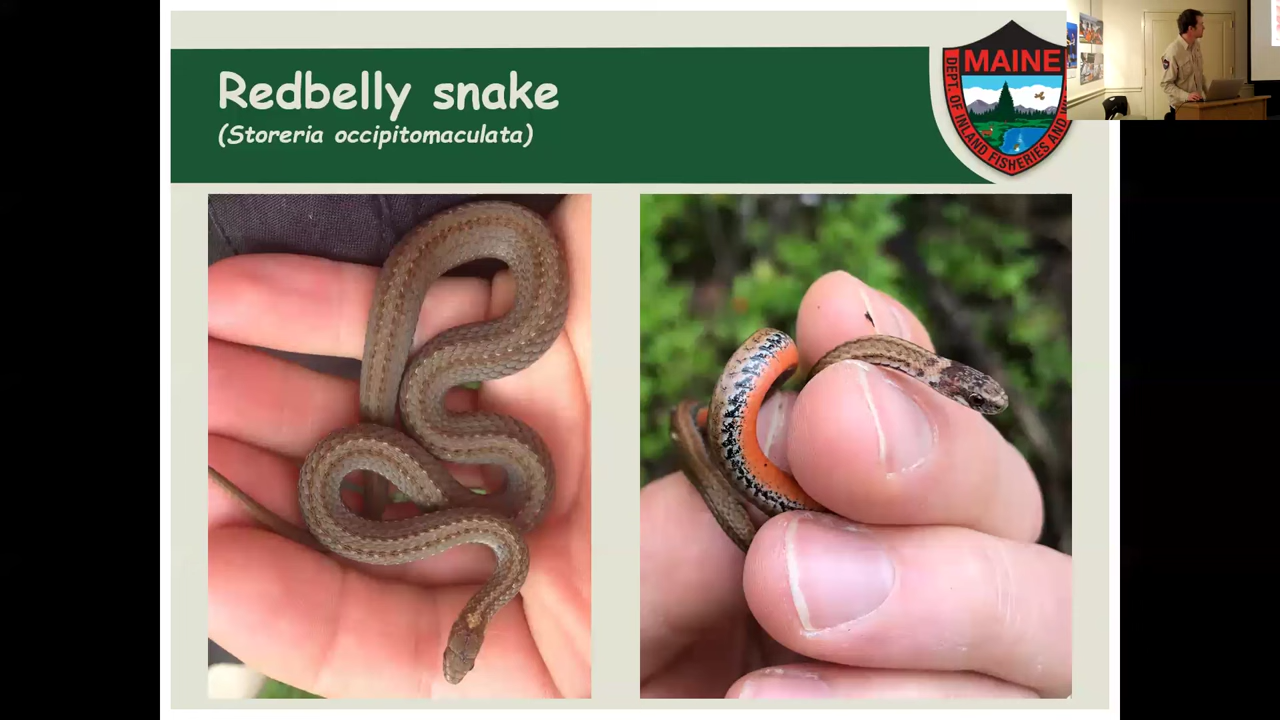 Redbelly snake
(Storeria occipitomaculata)
MAINE
DEPT. OF INLAND FISHERIES AND